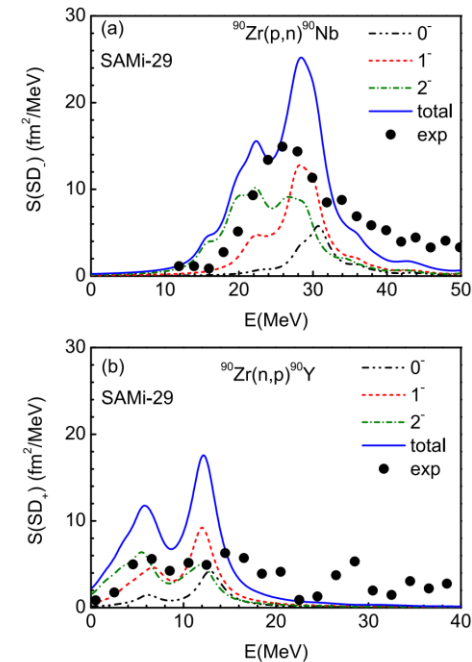 (a)
⁹⁰Zr(p,n)⁹⁰Nb
SAMi-29
0⁻
1⁻
2⁻
total
exp
S(SD₋) (fm²/MeV)
30
20
10
0
0 10 20 30 40 50
E(MeV)
(b)
⁹⁰Zr(n,p)⁹⁰Y
SAMi-29
0⁻
1⁻
2⁻
total
exp
S(SD₊) (fm²/MeV)
30
20
10
0
0 10 20 30 40
E(MeV)